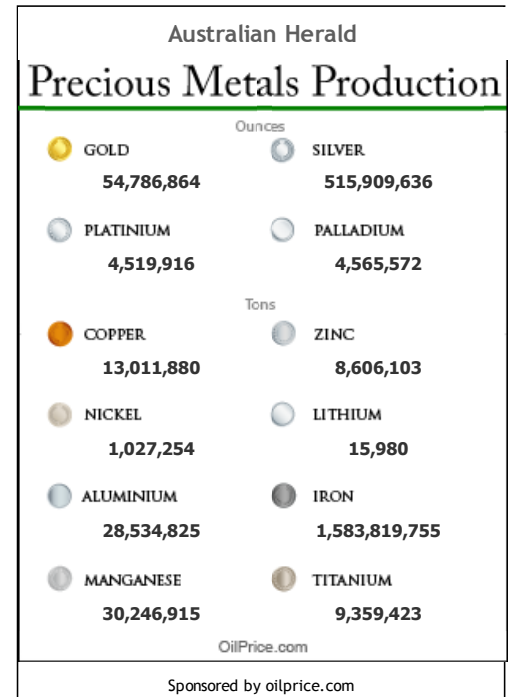 Australian Herald
Precious Metals Production
Ounces
GOLD SILVER
54,786,864 515,909,636
PLATINIUM PALLADIUM
4,519,916 4,565,572
Tons
COPPER ZINC
13,011,880 8,606,103
NICKEL LITHIUM
1,027,254 15,980
ALUMINIUM IRON
28,534,825 1,583,819,755
MANGANESE TITANIUM
30,246,915 9,359,423
OilPrice.com
Sponsored by oilprice.com